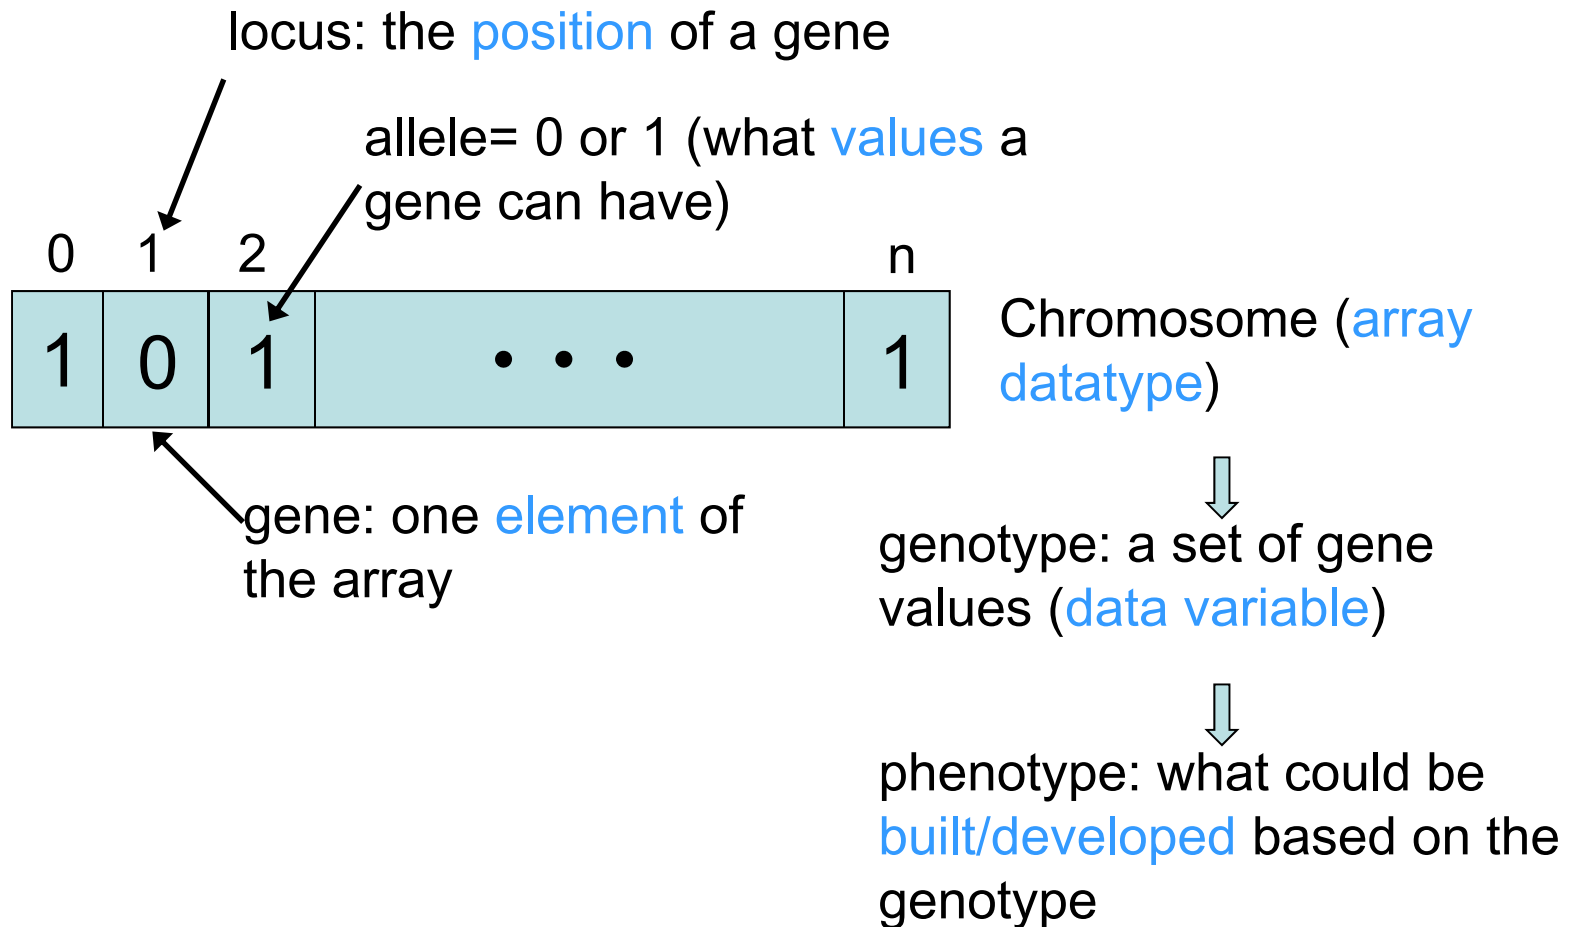 locus: the position of a gene
allele= 0 or 1 (what values a
gene can have)
0 1 2 n
1 0 1 • • • 1
Chromosome (array
datatype)
gene: one element of
the array
genotype: a set of gene
values (data variable)
phenotype: what could be
built/developed based on the
genotype